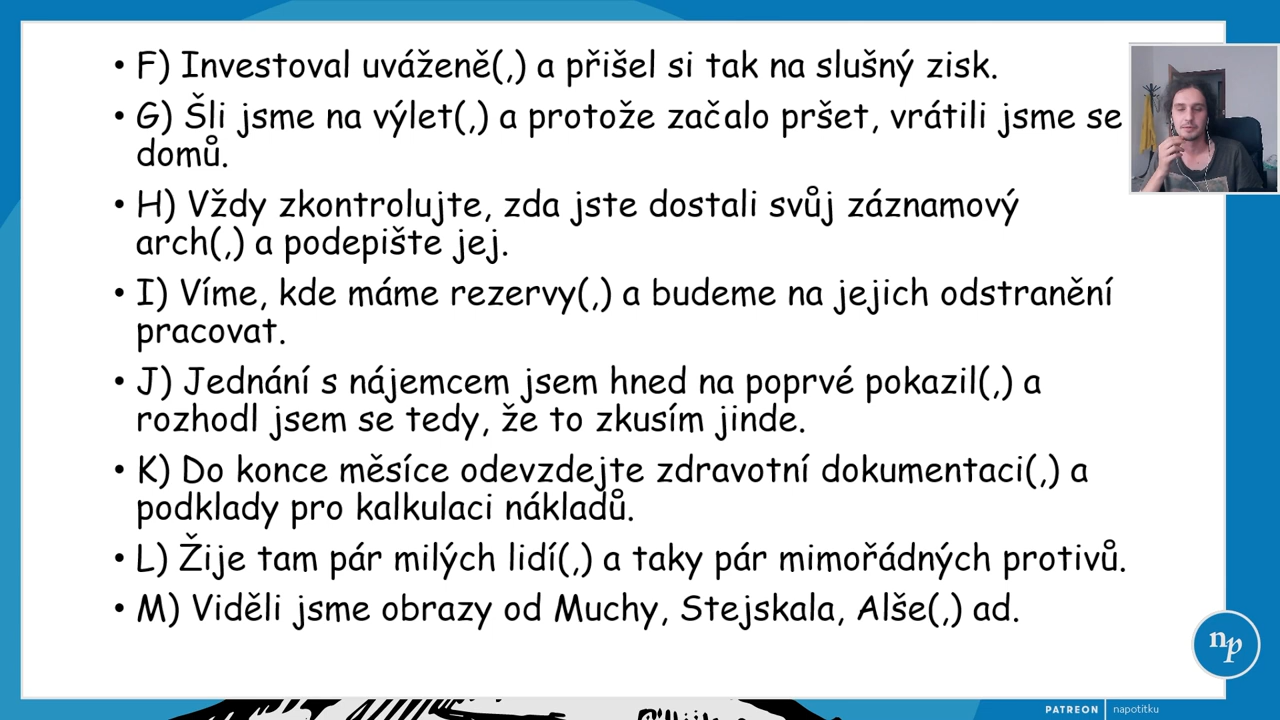 • F) Investoval uváženě(,) a přišel si tak na slušný zisk.
• G) Šli jsme na výlet(,) a protože začalo pršet, vrátili jsme se
domů.
• H) Vždy zkontrolujte, zda jste dostali svůj záznamový
arch(,) a podepište jej.
• I) Víme, kde máme rezervy(,) a budeme na jejich odstranění
pracovat.
• J) Jednání s nájemcem jsem hned na poprvé pokazil(,) a
rozhodl jsem se tedy, že to zkusím jinde.
• K) Do konce měsíce odevzdejte zdravotní dokumentaci(,) a
podklady pro kalkulaci nákladů.
• L) Žije tam pár milých lidí(,) a taky pár mimořádných protivů.
• M) Viděli jsme obrazy od Muchy, Stejskala, Alše(,) ad.
np
PATREON | napotitku